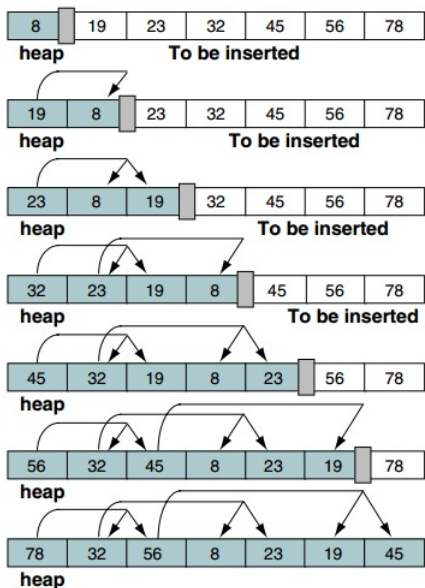 8 19 23 32 45 56 78
heap To be inserted
19 8 23 32 45 56 78
heap To be inserted
23 8 19 32 45 56 78
heap To be inserted
32 23 19 8 45 56 78
heap To be inserted
45 32 19 8 23 56 78
heap
56 32 45 8 23 19 78
heap
78 32 56 8 23 19 45
heap